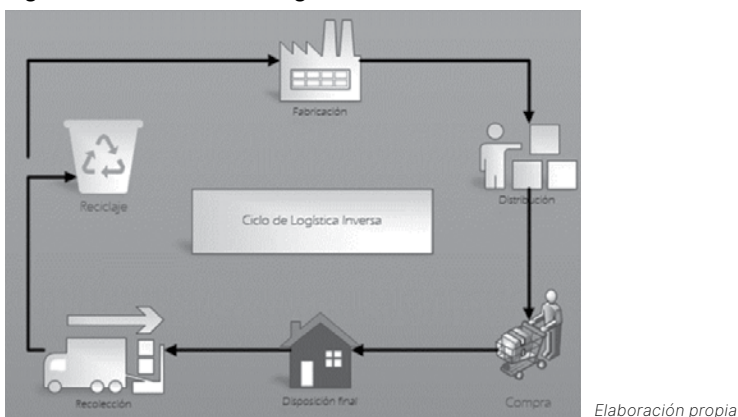 Fabricación
Reciclaje
Distribución
Ciclo de Logística Inversa
Recolección
Disposición final
Compra
Elaboración propia